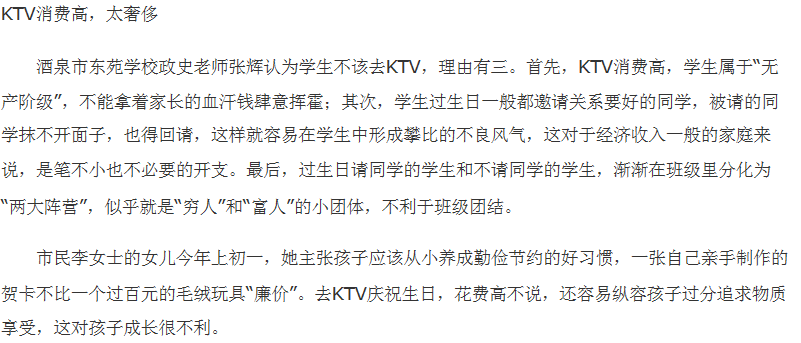 KTV消费高，太奢侈
酒泉市东苑学校政史老师张辉认为学生不该去KTV，理由有三。首先，KTV消费高，学生属于“无
产阶级”，不能拿着家长的血汗钱肆意挥霍；其次，学生过生日一般都邀请关系要好的同学，被请的同
学抹不开面子，也得回请，这样就容易在学生中形成攀比的不良风气，这对于经济收入一般的家庭来
说，是笔不小也不必要的开支。最后，过生日请同学的学生和不请同学的学生，渐渐在班级里分化为
“两大阵营”，似乎就是“穷人”和“富人”的小团体，不利于班级团结。
市民李女士的女儿今年上初一，她主张孩子应该从小养成勤俭节约的好习惯，一张自己亲手制作的
贺卡不比一个过百元的毛绒玩具“廉价”。去KTV庆祝生日，花费高不说，还容易纵容孩子过分追求物质
享受，这对孩子成长很不利。